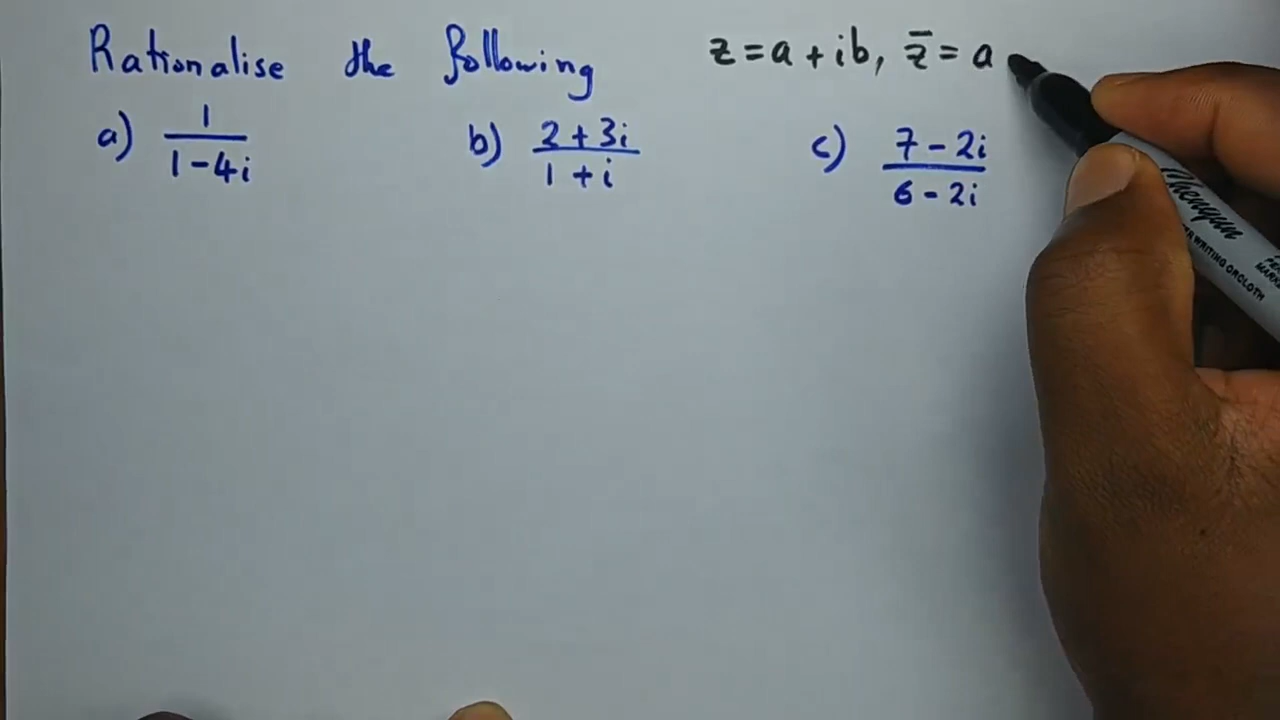 Rationalise the following
z = a + ib, z̄ = a
a) 1/(1 - 4i)
b) (2 + 3i)/(1 + i)
c) (7 - 2i)/(6 - 2i)